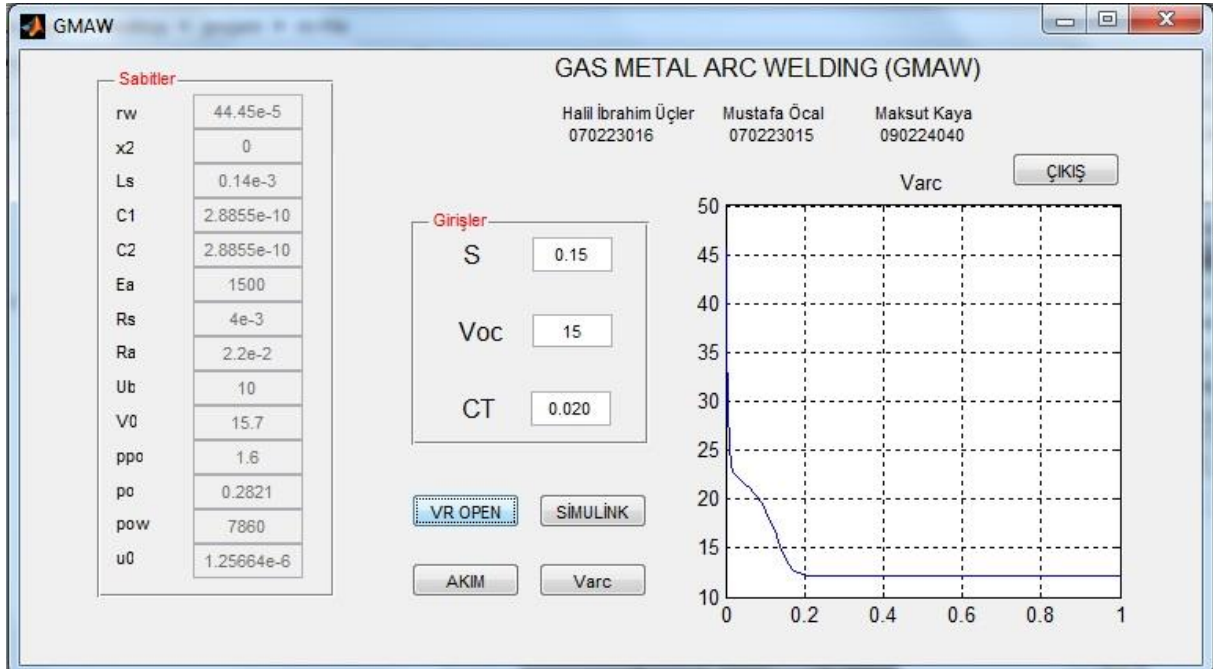 GMAW
GAS METAL ARC WELDING (GMAW)
Halil İbrahim Üçler Mustafa Öcal Maksut Kaya
070223016 070223015 090224040
Sabitler
rw 44.45e-5
x2 0
Ls 0.14e-3
C1 2.8855e-10
C2 2.8855e-10
Ea 1500
Rs 4e-3
Ra 2.2e-2
Ub 10
V0 15.7
ppo 1.6
po 0.2821
pow 7860
u0 1.25664e-6
Girişler
S 0.15
Voc 15
CT 0.020
VR OPEN SİMULİNK
AKIM Varc
ÇIKIŞ
Varc
50
45
40
35
30
25
20
15
10
0 0.2 0.4 0.6 0.8 1